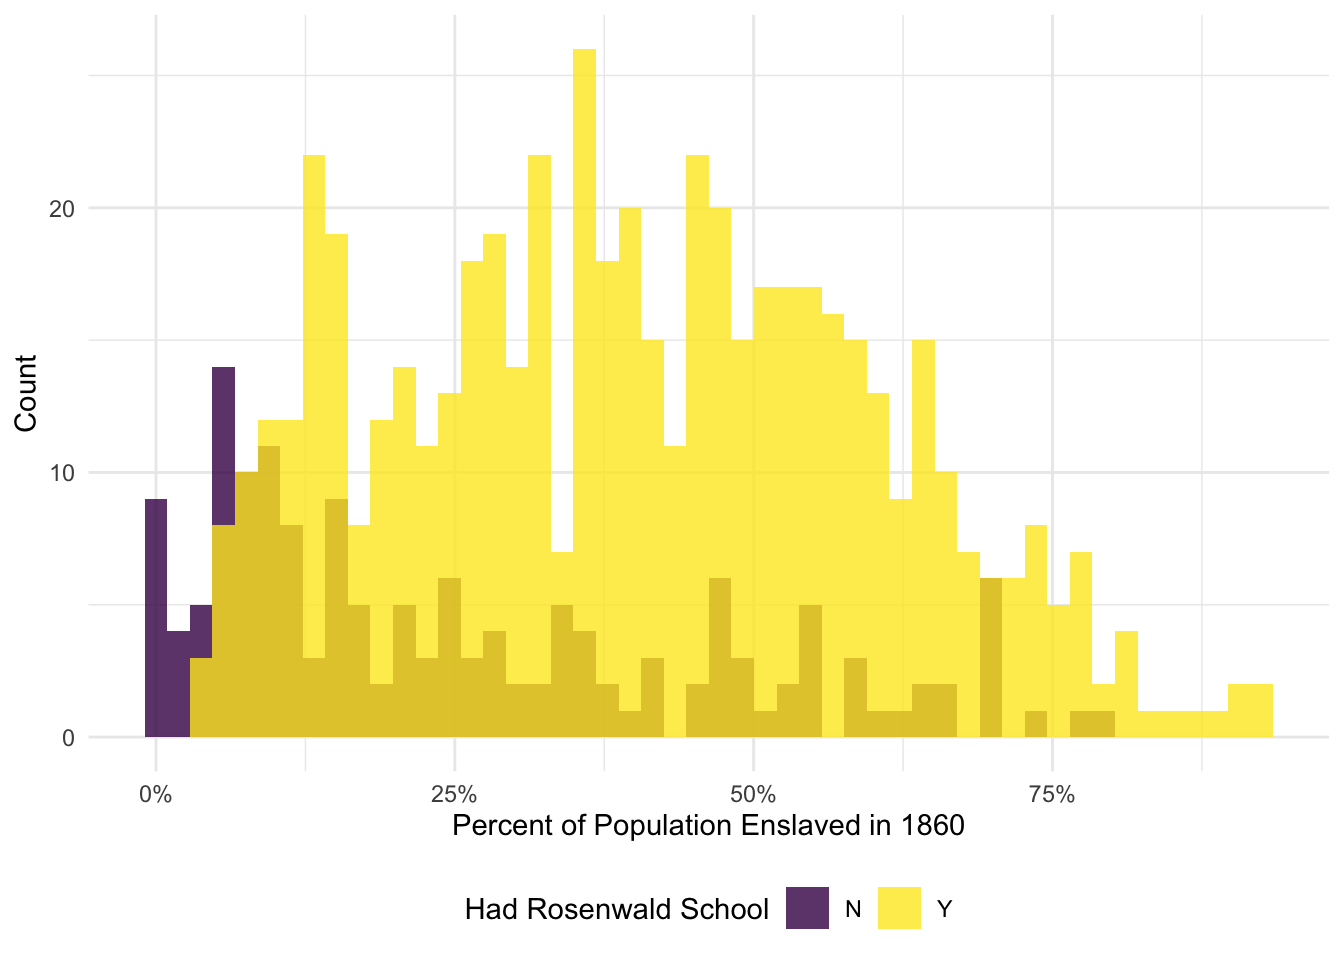 20
10
0
Count
0% 25% 50% 75%
Percent of Population Enslaved in 1860
Had Rosenwald School N Y